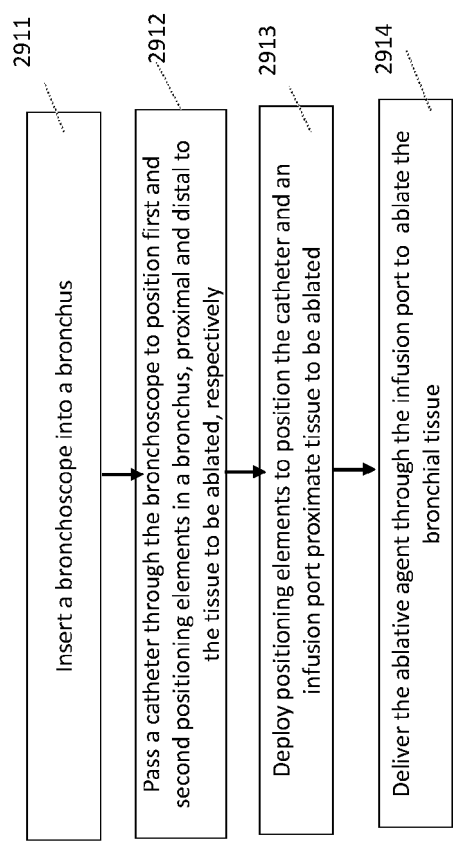 2911
Insert a bronchoscope into a bronchus
2912
Pass a catheter through the bronchoscope to position first and
second positioning elements in a bronchus, proximal and distal to
the tissue to be ablated, respectively
2913
Deploy positioning elements to position the catheter and an
infusion port proximate tissue to be ablated
2914
Deliver the ablative agent through the infusion port to ablate the
bronchial tissue